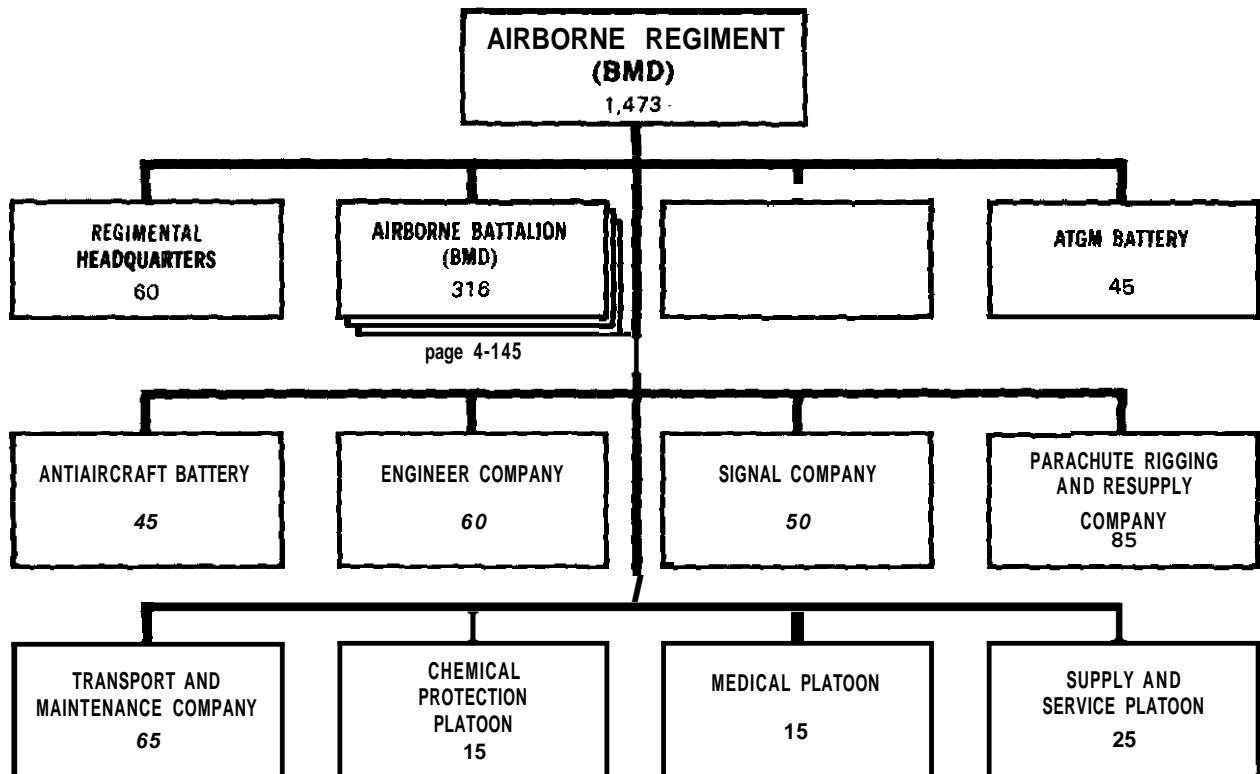 AIRBORNE REGIMENT
(BMD)
1,473
REGIMENTAL
HEADQUARTERS
60
AIRBORNE BATTALION
(BMD)
316
page 4-145
ATGM BATTERY
45
ANTIAIRCRAFT BATTERY
45
ENGINEER COMPANY
60
SIGNAL COMPANY
50
PARACHUTE RIGGING
AND RESUPPLY
COMPANY
85
TRANSPORT AND
MAINTENANCE COMPANY
65
CHEMICAL
PROTECTION
PLATOON
15
MEDICAL PLATOON
15
SUPPLY AND
SERVICE PLATOON
25